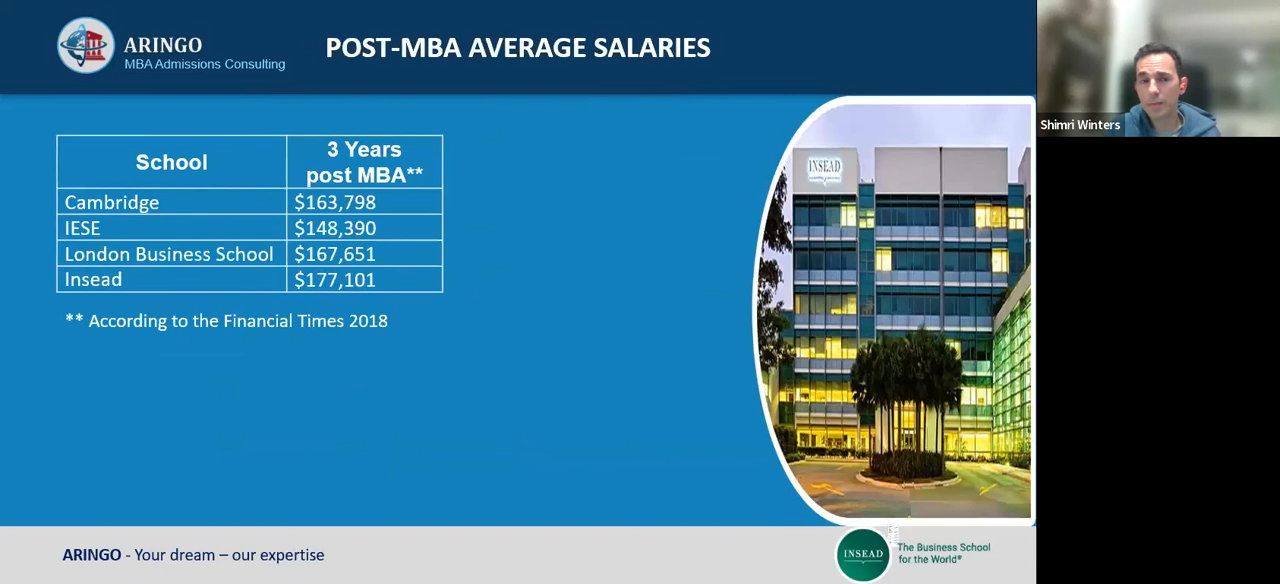 ARINGO
MBA Admissions Consulting
POST-MBA AVERAGE SALARIES
Shimri Winters
School
3 Years
post MBA**
Cambridge $163,798
IESE $148,390
London Business School $167,651
Insead $177,101
** According to the Financial Times 2018
INSEAD
ARINGO - Your dream – our expertise
INSEAD
The Business School
for the World®